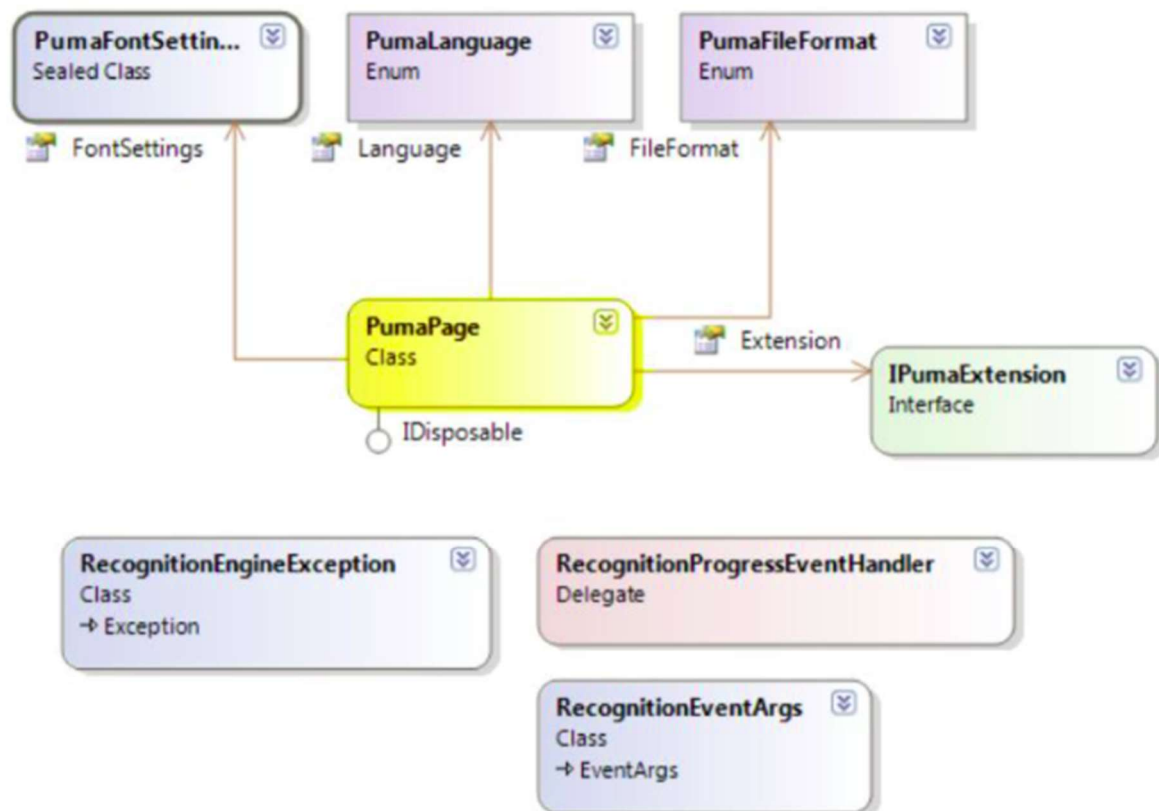 PumaFontSettin...
Sealed Class
PumaLanguage
Enum
PumaFileFormat
Enum
FontSettings
Language
FileFormat
PumaPage
Class
Extension
IDisposable
IPumaExtension
Interface
RecognitionEngineException
Class
Exception
RecognitionProgressEventHandler
Delegate
RecognitionEventArgs
Class
EventArgs